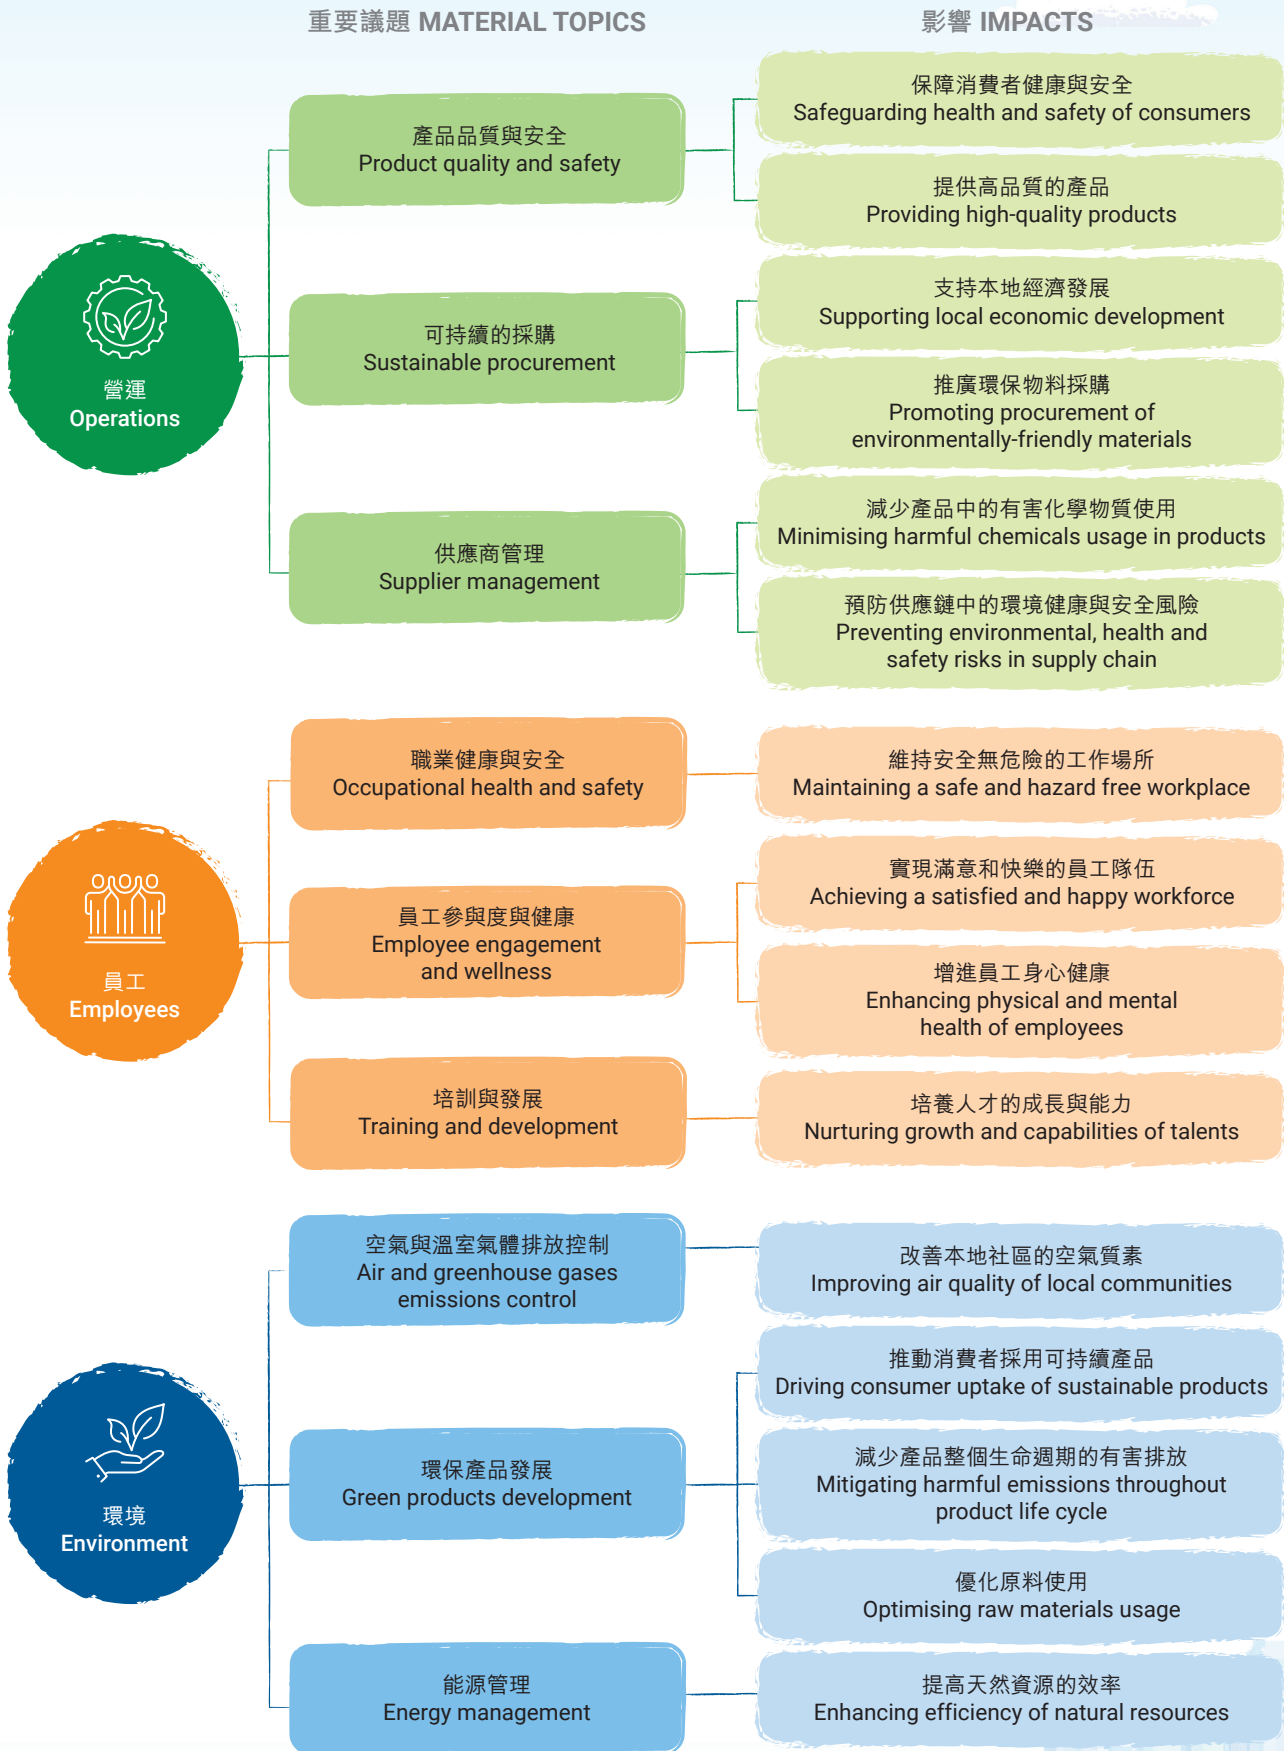 重要議題 MATERIAL TOPICS
影響 IMPACTS
營運
Operations
產品品質與安全
Product quality and safety
保障消費者健康與安全
Safeguarding health and safety of consumers
提供高品質的產品
Providing high-quality products
可持續的採購
Sustainable procurement
支持本地經濟發展
Supporting local economic development
推廣環保物料採購
Promoting procurement of
environmentally-friendly materials
供應商管理
Supplier management
減少產品中的有害化學物質使用
Minimising harmful chemicals usage in products
預防供應鏈中的環境健康與安全風險
Preventing environmental, health and
safety risks in supply chain
員工
Employees
職業健康與安全
Occupational health and safety
維持安全無危險的工作場所
Maintaining a safe and hazard free workplace
員工參與度與健康
Employee engagement
and wellness
實現滿意和快樂的員工隊伍
Achieving a satisfied and happy workforce
增進員工身心健康
Enhancing physical and mental
health of employees
培訓與發展
Training and development
培養人才的成長與能力
Nurturing growth and capabilities of talents
環境
Environment
空氣與溫室氣體排放控制
Air and greenhouse gases
emissions control
改善本地社區的空氣質素
Improving air quality of local communities
環保產品發展
Green products development
推動消費者採用可持續產品
Driving consumer uptake of sustainable products
減少產品整個生命週期的有害排放
Mitigating harmful emissions throughout
product life cycle
優化原料使用
Optimising raw materials usage
能源管理
Energy management
提高天然資源的效率
Enhancing efficiency of natural resources